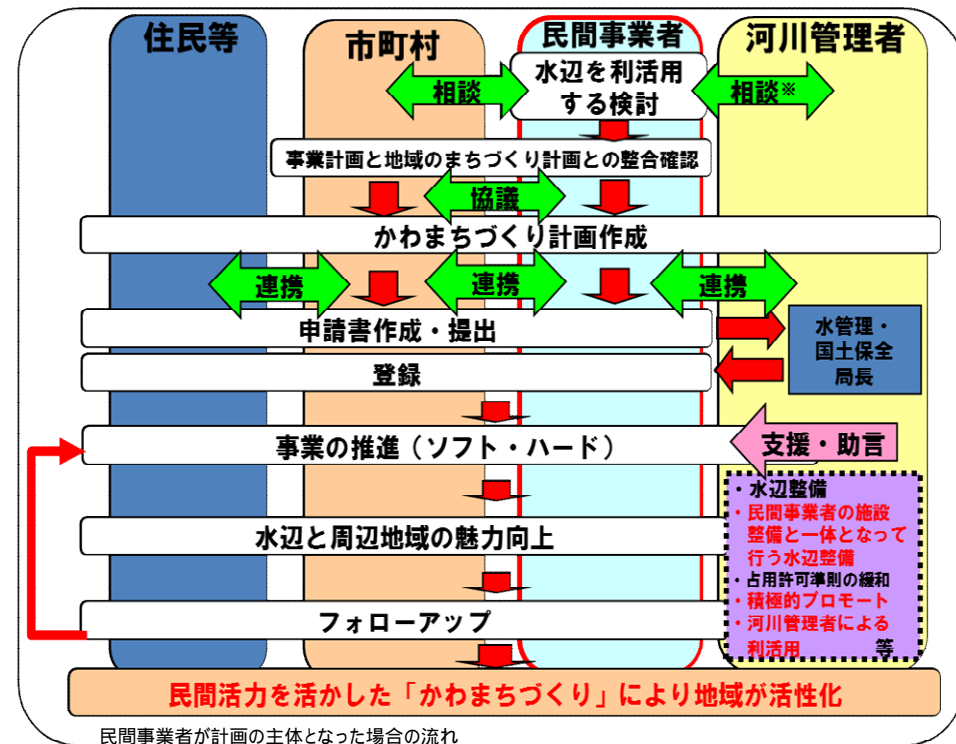 住民等
市町村
民間事業者
河川管理者
水辺を利活用
する検討
相談
相談※
事業計画と地域のまちづくり計画との整合確認
協議
かわまちづくり計画作成
連携
連携
連携
申請書作成・提出
水管理・
国土保全
局長
登録
事業の推進（ソフト・ハード）
支援・助言
・水辺整備
・民間事業者の施設
整備と一体となって
行う水辺整備
・占用許可準則の緩和
・積極的プロモート
・河川管理者による
利活用 等
水辺と周辺地域の魅力向上
フォローアップ
民間活力を活かした「かわまちづくり」により地域が活性化
民間事業者が計画の主体となった場合の流れ